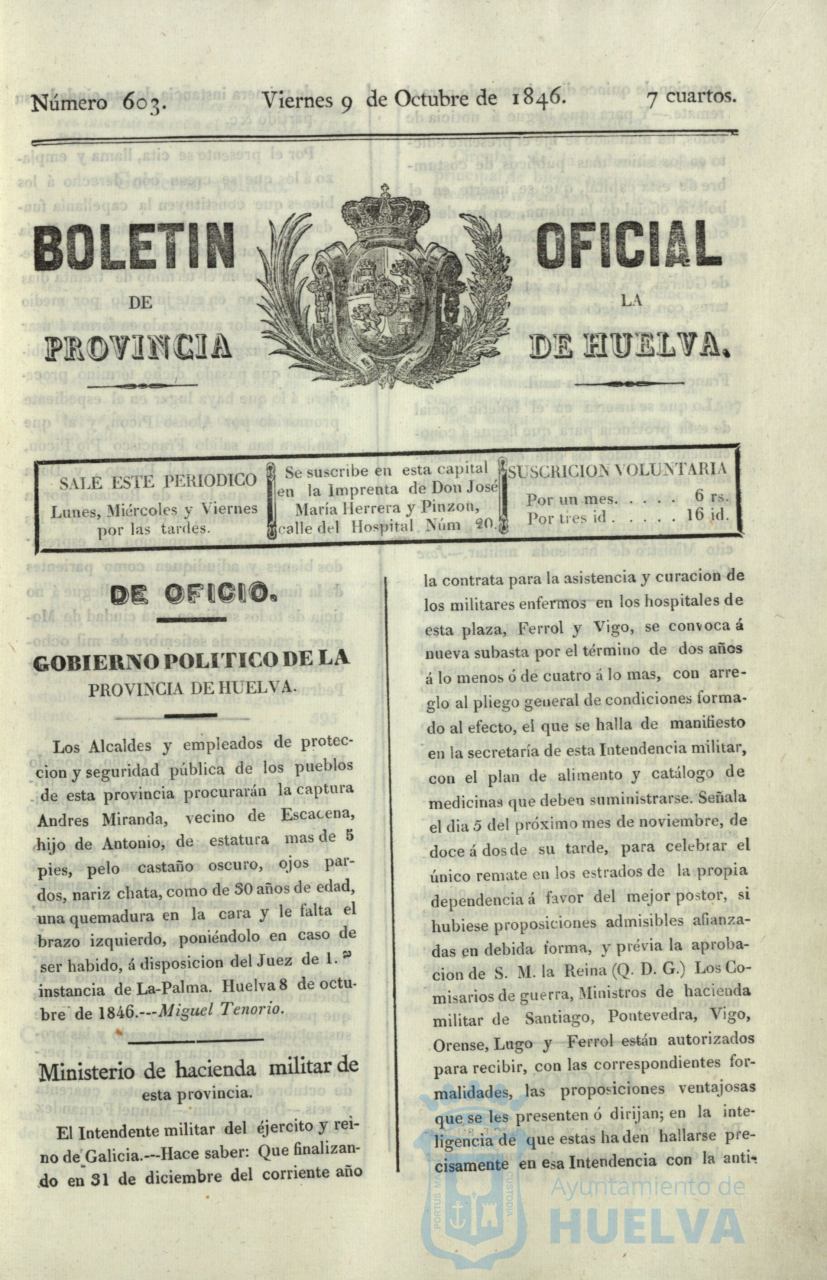 Número 603. Viernes 9 de Octubre de 1846. 7 cuartos.
BOLETIN OFICIAL
DE LA
PROVINCIA DE HUELVA.
SALE ESTE PERIODICO
Lunes, Miércoles y Viernes
por las tardes.
Se suscribe en esta capital
en la Imprenta de Don José
María Herrera y Pinzon,
calle del Hospital Núm 20.
SUSCRICION VOLUNTARIA
Por un mes. . . . . 6 rs.
Por tres id . . . . . 16 id.
DE OFICIO.
GOBIERNO POLITICO DE LA
PROVINCIA DE HUELVA.
Los Alcaldes y empleados de protec-
cion y seguridad pública de los pueblos
de esta provincia procurarán la captura
Andres Miranda, vecino de Escacena,
hijo de Antonio, de estatura mas de 5
pies, pelo castaño oscuro, ojos par-
dos, nariz chata, como de 30 años de edad,
una quemadura en la cara y le falta el
brazo izquierdo, poniéndolo en caso de
ser habido, á disposicion del Juez de 1.ª
instancia de La-Palma. Huelva 8 de octu-
bre de 1846.---Miguel Tenorio.
Ministerio de hacienda militar de
esta provincia.
El Intendente militar del éjercito y rei-
no de Galicia.---Hace saber: Que finalizan-
do en 31 de diciembre del corriente año
la contrata para la asistencia y curacion de
los militares enfermos en los hospitales de
esta plaza, Ferrol y Vigo, se convoca á
nueva subasta por el término de dos años
á lo menos ó de cuatro á lo mas, con arre-
glo al pliego general de condiciones forma-
do al efecto, el que se halla de manifiesto
en la secretaría de esta Intendencia militar,
con el plan de alimento y catálogo de
medicinas que deben suministrarse. Señala
el dia 5 del próximo mes de noviembre, de
doce á dos de su tarde, para celebrar el
único remate en los estrados de la propia
dependencia á favor del mejor postor, si
hubiese proposiciones admisibles afianza-
das en debida forma, y prévia la aproba-
cion de S. M. la Reina (Q. D. G.) Los Co-
misarios de guerra, Ministros de hacienda
militar de Santiago, Pontevedra, Vigo,
Orense, Lugo y Ferrol están autorizados
para recibir, con las correspondientes for-
malidades, las proposiciones ventajosas
que se les presenten ó dirijan; en la inte-
ligencia de que estas ha den hallarse pre-
cisamente en esa Intendencia con la anti-
PORTUS MA
CUSTODIA
Ayuntamiento de
HUELVA